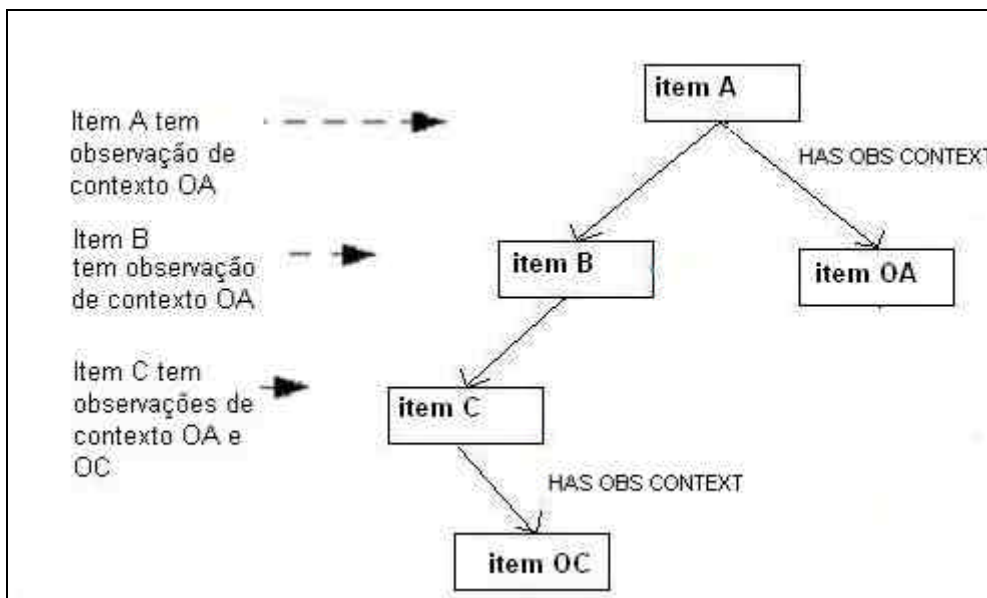 item A
Item A tem
observação de
contexto OA
HAS OBS CONTEXT
Item B
tem observação
de contexto OA
item B
item OA
Item C tem
observações de
contexto OA e
OC
item C
HAS OBS CONTEXT
item OC